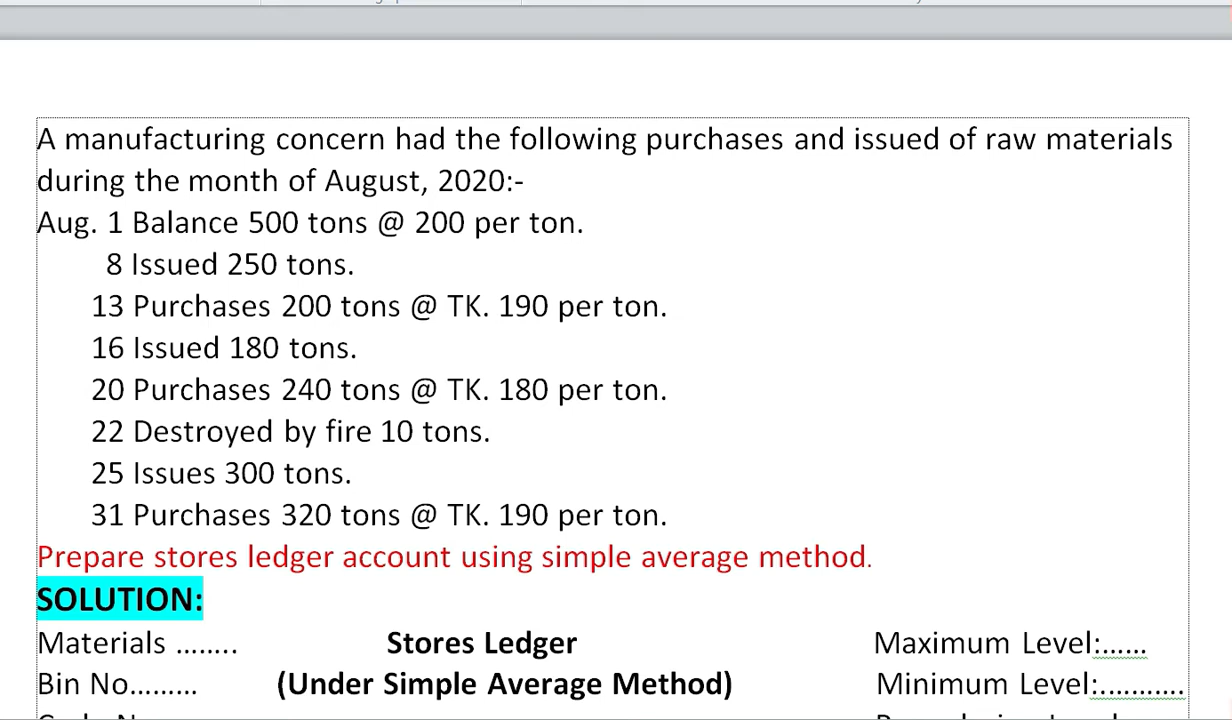 A manufacturing concern had the following purchases and issued of raw materials
during the month of August, 2020:-
Aug. 1 Balance 500 tons @ 200 per ton.
8 Issued 250 tons.
13 Purchases 200 tons @ TK. 190 per ton.
16 Issued 180 tons.
20 Purchases 240 tons @ TK. 180 per ton.
22 Destroyed by fire 10 tons.
25 Issues 300 tons.
31 Purchases 320 tons @ TK. 190 per ton.
Prepare stores ledger account using simple average method.
SOLUTION:
Materials ........ Stores Ledger Maximum Level:......
Bin No......... (Under Simple Average Method) Minimum Level:...........